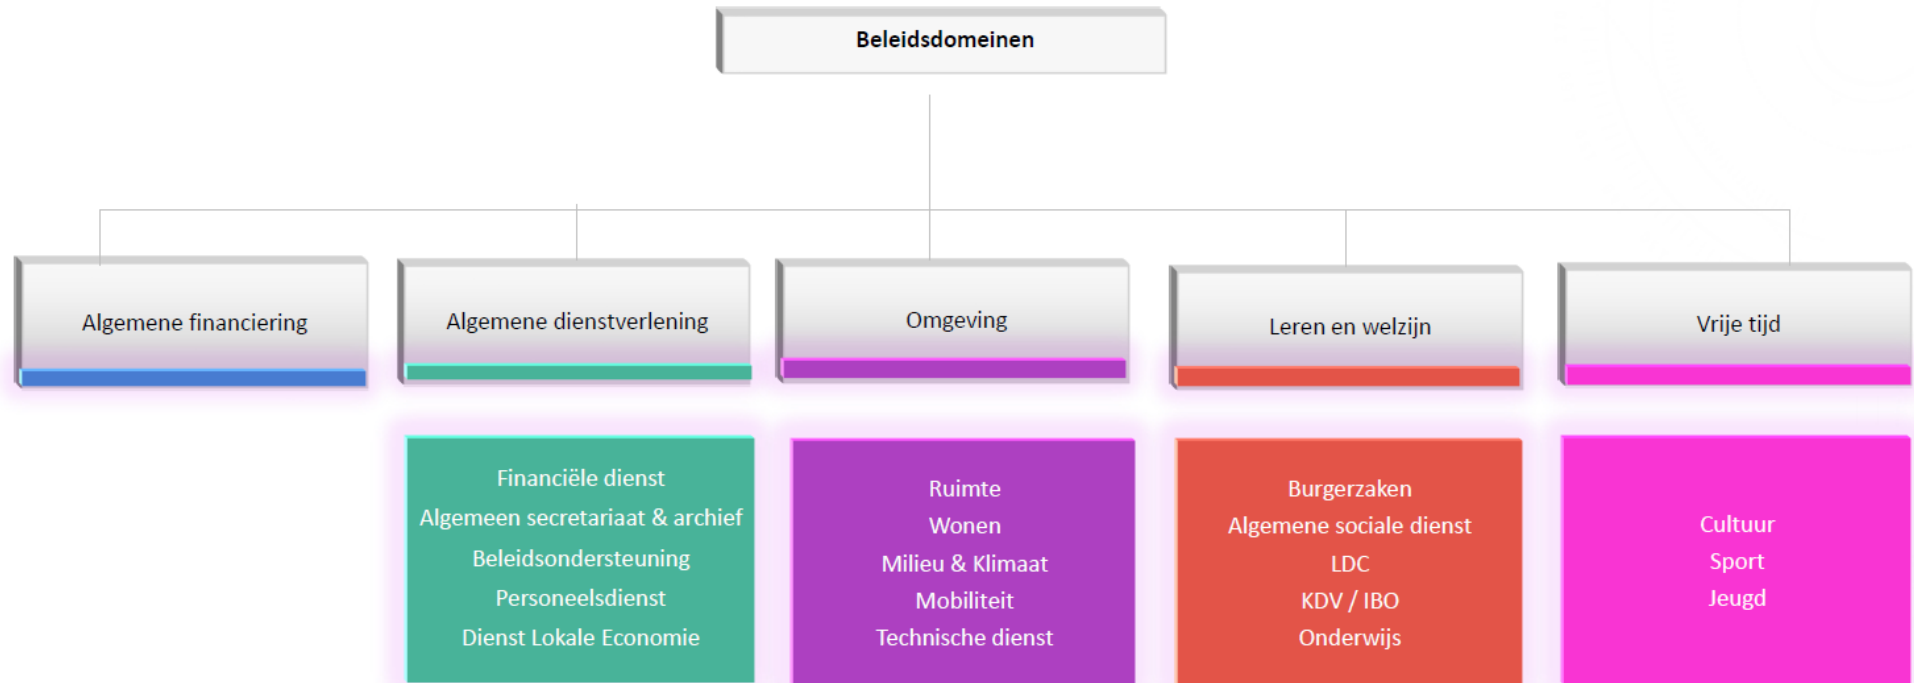 Beleidsdomeinen
Algemene financiering
Algemene dienstverlening
Omgeving
Leren en welzijn
Vrije tijd
Financiële dienst
Algemeen secretariaat & archief
Beleidsondersteuning
Personeelsdienst
Dienst Lokale Economie
Ruimte
Wonen
Milieu & Klimaat
Mobiliteit
Technische dienst
Burgerzaken
Algemene sociale dienst
LDC
KDV / IBO
Onderwijs
Cultuur
Sport
Jeugd